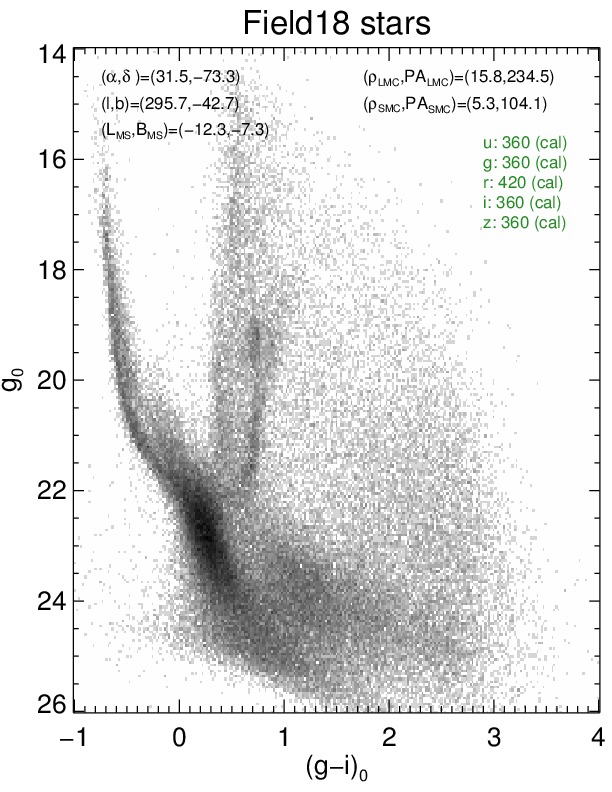 Field18 stars
(α,δ )=(31.5,−73.3)
(l,b)=(295.7,−42.7)
(LMS,BMS)=(−12.3,−7.3)
(ρLMC,PALMC)=(15.8,234.5)
(ρSMC,PASMC)=(5.3,104.1)
u: 360 (cal)
g: 360 (cal)
r: 420 (cal)
i: 360 (cal)
z: 360 (cal)
14
16
18
20
22
24
26
g0
−1 0 1 2 3 4
(g−i)0